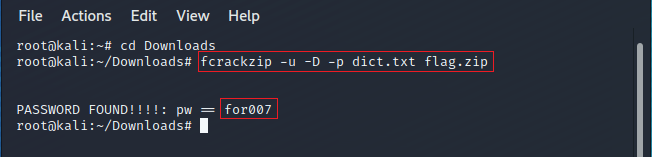 File Actions Edit View Help
root@kali:~# cd Downloads
root@kali:~/Downloads# fcrackzip -u -D -p dict.txt flag.zip
PASSWORD FOUND!!!!: pw == for007
root@kali:~/Downloads#